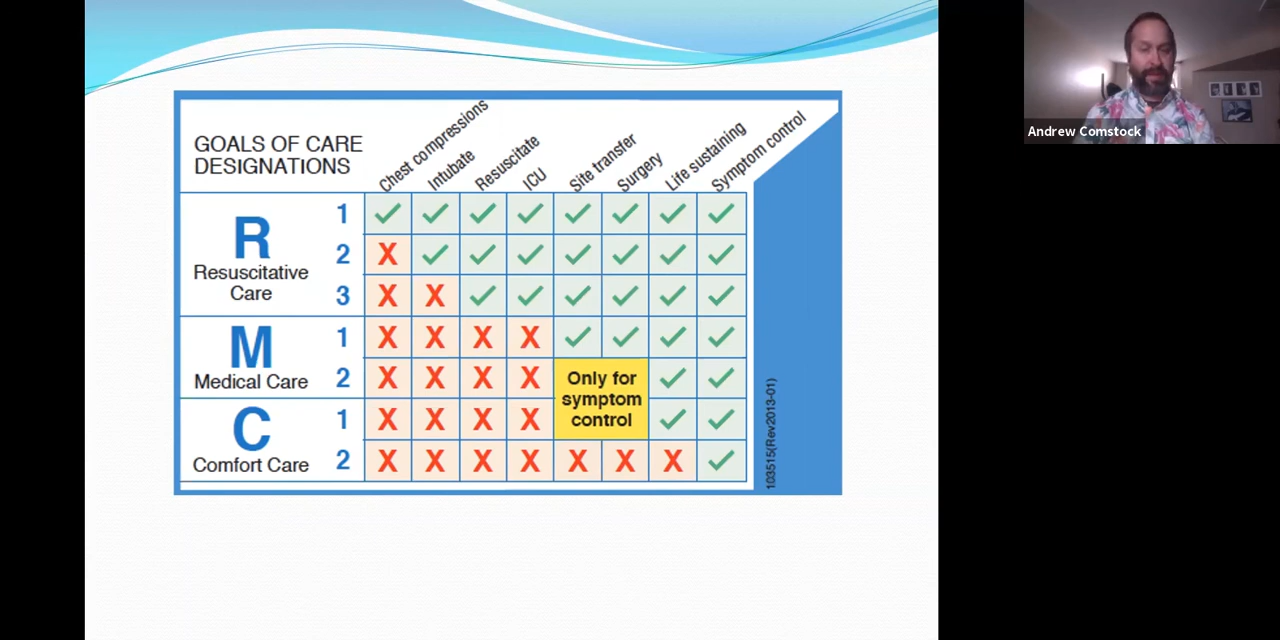 GOALS OF CARE
DESIGNATIONS
Chest compressions
Intubate
Resuscitate
ICU
Site transfer
Surgery
Life sustaining
Symptom control
R
Resuscitative
Care
1
2
3
M
Medical Care
1
2
Only for
symptom
control
C
Comfort Care
1
2
103515(Rev2013-01)
Andrew Comstock